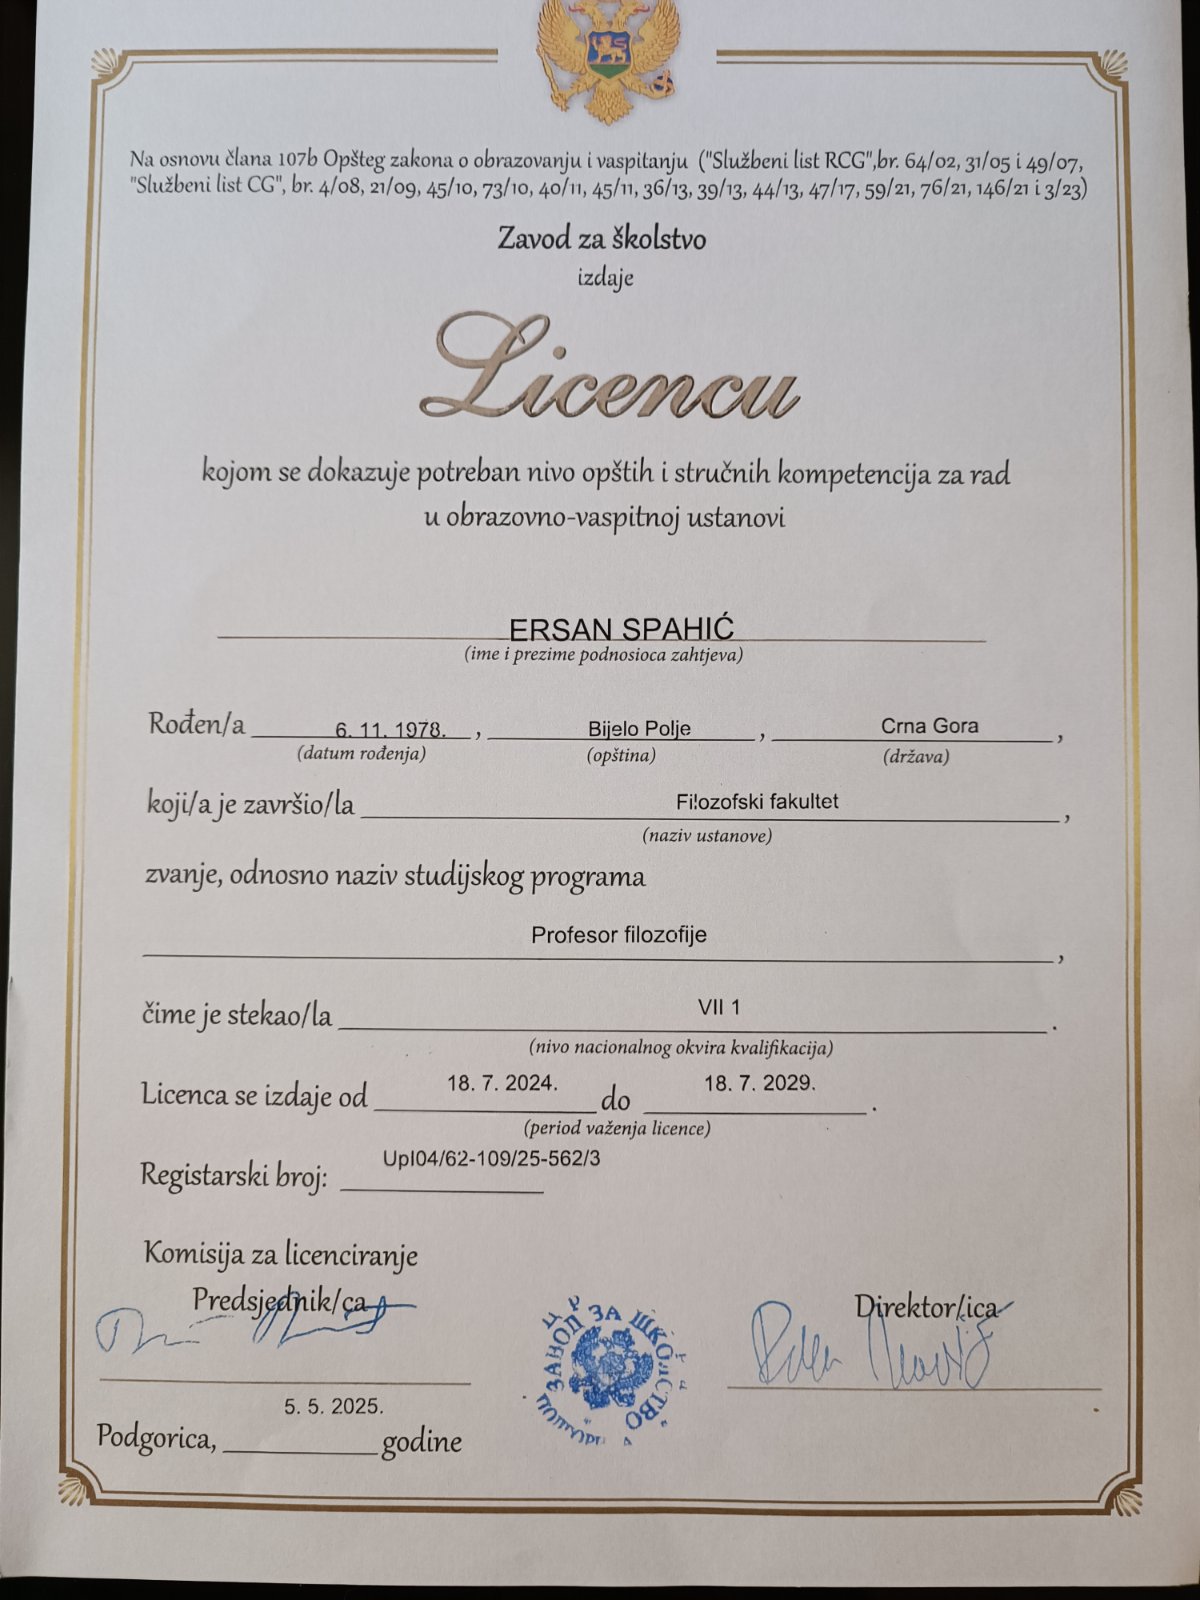 Na osnovu člana 107b Opšteg zakona o obrazovanju i vaspitanju ("Službeni list RCG",br. 64/02, 31/05 i 49/07,
"Službeni list CG", br. 4/08, 21/09, 45/10, 73/10, 40/11, 45/11, 36/13, 39/13, 44/13, 47/17, 59/21, 76/21, 146/21 i 3/23)
Zavod za školstvo
izdaje
Licencu
kojom se dokazuje potreban nivo opštih i stručnih kompetencija za rad
u obrazovno-vaspitnoj ustanovi
ERSAN SPAHIĆ
(ime i prezime podnosioca zahtjeva)
Rođen/a 6. 11. 1978. , Bijelo Polje , Crna Gora ,
(datum rođenja) (opština) (država)
koji/a je završio/la Filozofski fakultet ,
(naziv ustanove)
zvanje, odnosno naziv studijskog programa
Profesor filozofije ,
čime je stekao/la VII 1 .
(nivo nacionalnog okvira kvalifikacija)
Licenca se izdaje od 18. 7. 2024. do 18. 7. 2029. .
(period važenja licence)
Registarski broj: UpI04/62-109/25-562/3
Komisija za licenciranje
Predsjednik/ca Direktor/ica
ЗАВОД ЗА ШКОЛСТВО
5. 5. 2025.
Podgorica, godine